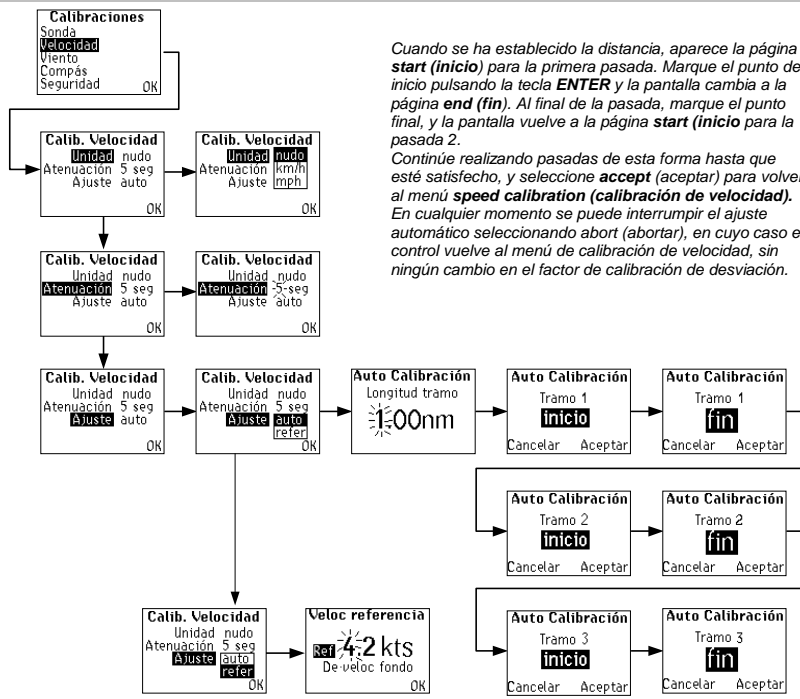 Calibraciones
Sonda
Velocidad
Viento
Compás
Seguridad OK
Cuando se ha establecido la distancia, aparece la página
start (inicio) para la primera pasada. Marque el punto de
inicio pulsando la tecla ENTER y la pantalla cambia a la
página end (fin). Al final de la pasada, marque el punto
final, y la pantalla vuelve a la página start (inicio para la
pasada 2.
Continúe realizando pasadas de esta forma hasta que
esté satisfecho, y seleccione accept (aceptar) para volver
al menú speed calibration (calibración de velocidad).
En cualquier momento se puede interrumpir el ajuste
automático seleccionando abort (abortar), en cuyo caso e
control vuelve al menú de calibración de velocidad, sin
ningún cambio en el factor de calibración de desviación.
Calib. Velocidad
Unidad nudo
Atenuación 5 seg
Ajuste auto
OK
Calib. Velocidad
Unidad nudo
Atenuación km/h
Ajuste mph
OK
Calib. Velocidad
Unidad nudo
Atenuación 5 seg
Ajuste auto
OK
Calib. Velocidad
Unidad nudo
Atenuación 5 seg
Ajuste auto
OK
Calib. Velocidad
Unidad nudo
Atenuación 5 seg
Ajuste auto
OK
Calib. Velocidad
Unidad nudo
Atenuación 5 seg
Ajuste auto
refer
OK
Auto Calibración
Longitud tramo
1.00nm
Auto Calibración
Tramo 1
inicio
Cancelar Aceptar
Auto Calibración
Tramo 1
fin
Cancelar Aceptar
Auto Calibración
Tramo 2
inicio
Cancelar Aceptar
Auto Calibración
Tramo 2
fin
Cancelar Aceptar
Calib. Velocidad
Unidad nudo
Atenuación 5 seg
Ajuste auto
refer
OK
Veloc referencia
Ref 4.2 kts
De veloc fondo
OK
Auto Calibración
Tramo 3
inicio
Cancelar Aceptar
Auto Calibración
Tramo 3
fin
Cancelar Aceptar